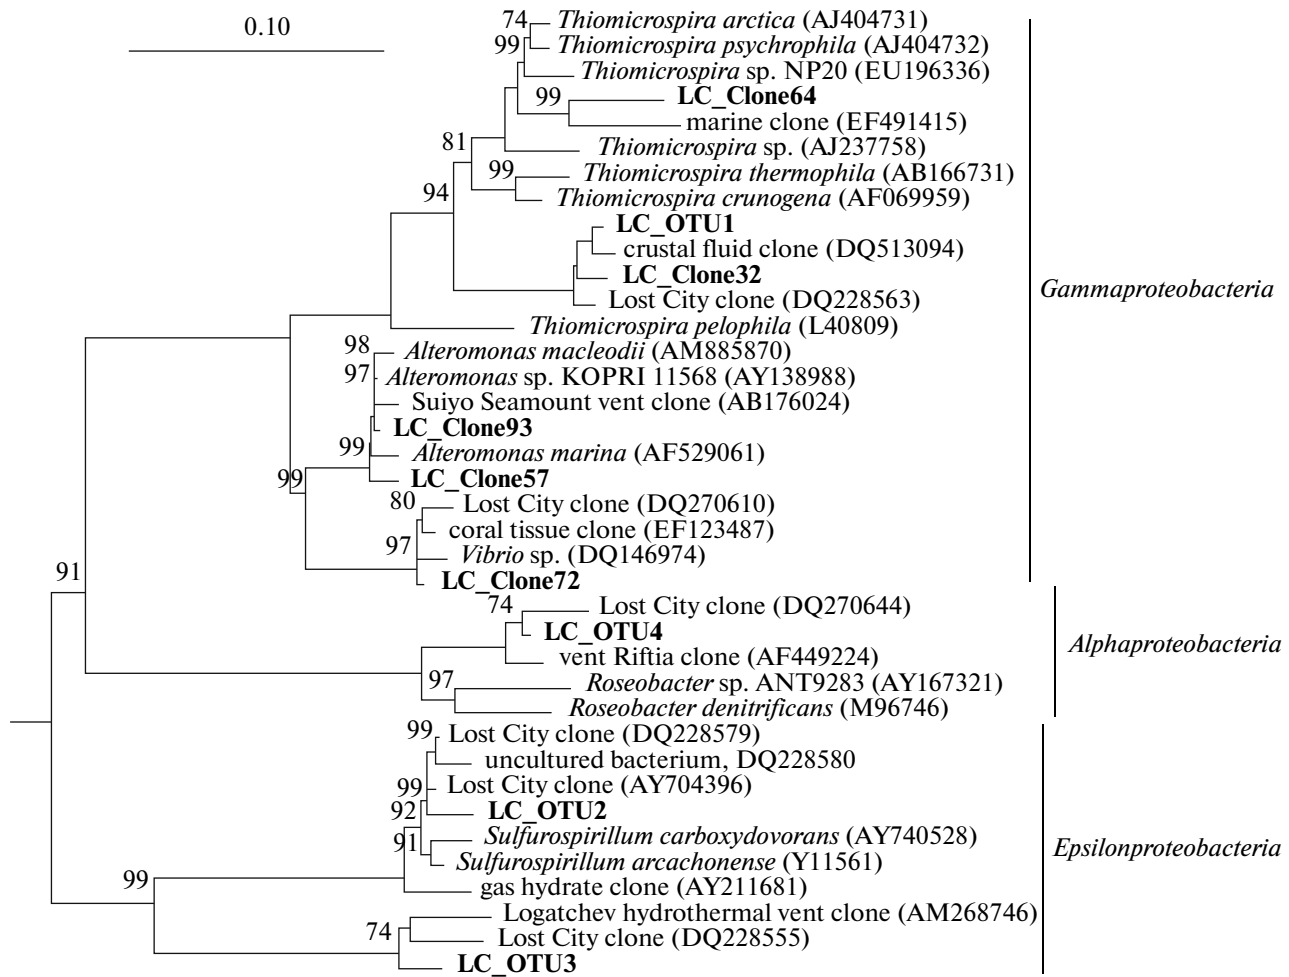 0.10
74
Thiomicrospira arctica (AJ404731)
99
Thiomicrospira psychrophila (AJ404732)
Thiomicrospira sp. NP20 (EU196336)
99
LC_Clone64
marine clone (EF491415)
81
Thiomicrospira sp. (AJ237758)
99
Thiomicrospira thermophila (AB166731)
94
Thiomicrospira crunogena (AF069959)
LC_OTU1
crustal fluid clone (DQ513094)
LC_Clone32
Lost City clone (DQ228563)
Gammaproteobacteria
Thiomicrospira pelophila (L40809)
98
Alteromonas macleodii (AM885870)
97
Alteromonas sp. KOPRI 11568 (AY138988)
Suiyo Seamount vent clone (AB176024)
LC_Clone93
99
Alteromonas marina (AF529061)
99
LC_Clone57
80
Lost City clone (DQ270610)
coral tissue clone (EF123487)
97
Vibrio sp. (DQ146974)
91
LC_Clone72
74
Lost City clone (DQ270644)
LC_OTU4
Alphaproteobacteria
vent Riftia clone (AF449224)
97
Roseobacter sp. ANT9283 (AY167321)
Roseobacter denitrificans (M96746)
99
Lost City clone (DQ228579)
uncultured bacterium, DQ228580
99
Lost City clone (AY704396)
92
LC_OTU2
91
Sulfurospirillum carboxydovorans (AY740528)
Epsilonproteobacteria
Sulfurospirillum arcachonense (Y11561)
99
gas hydrate clone (AY211681)
Logatchev hydrothermal vent clone (AM268746)
74
Lost City clone (DQ228555)
LC_OTU3